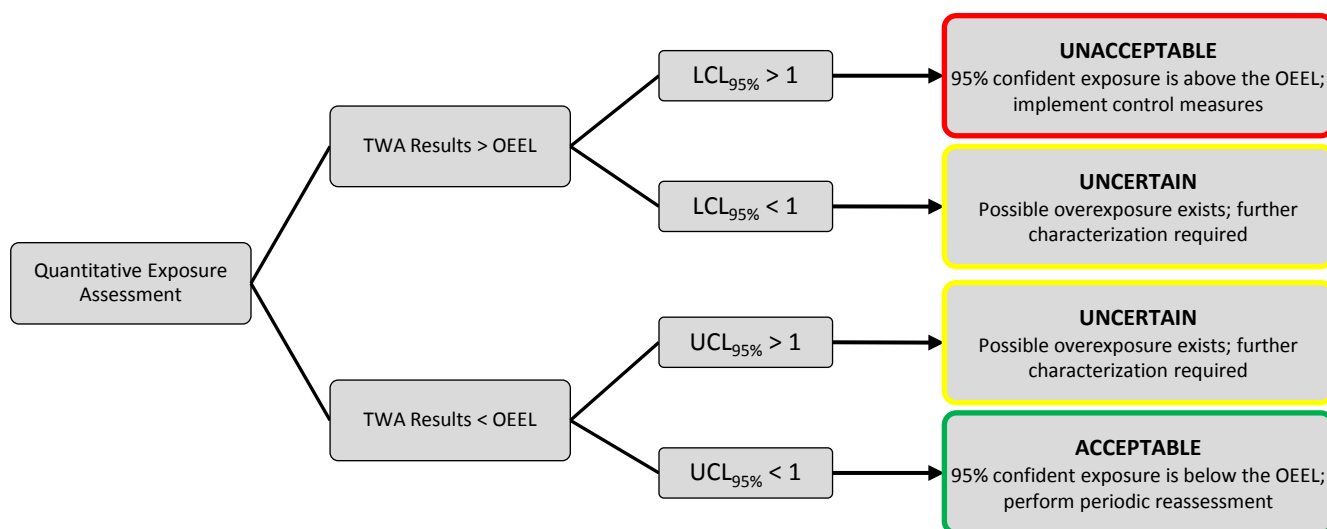 Quantitative Exposure
Assessment
TWA Results > OEEL
LCL95% > 1
UNACCEPTABLE
95% confident exposure is above the OEEL;
implement control measures
LCL95% < 1
UNCERTAIN
Possible overexposure exists; further
characterization required
TWA Results < OEEL
UCL95% > 1
UNCERTAIN
Possible overexposure exists; further
characterization required
UCL95% < 1
ACCEPTABLE
95% confident exposure is below the OEEL;
perform periodic reassessment